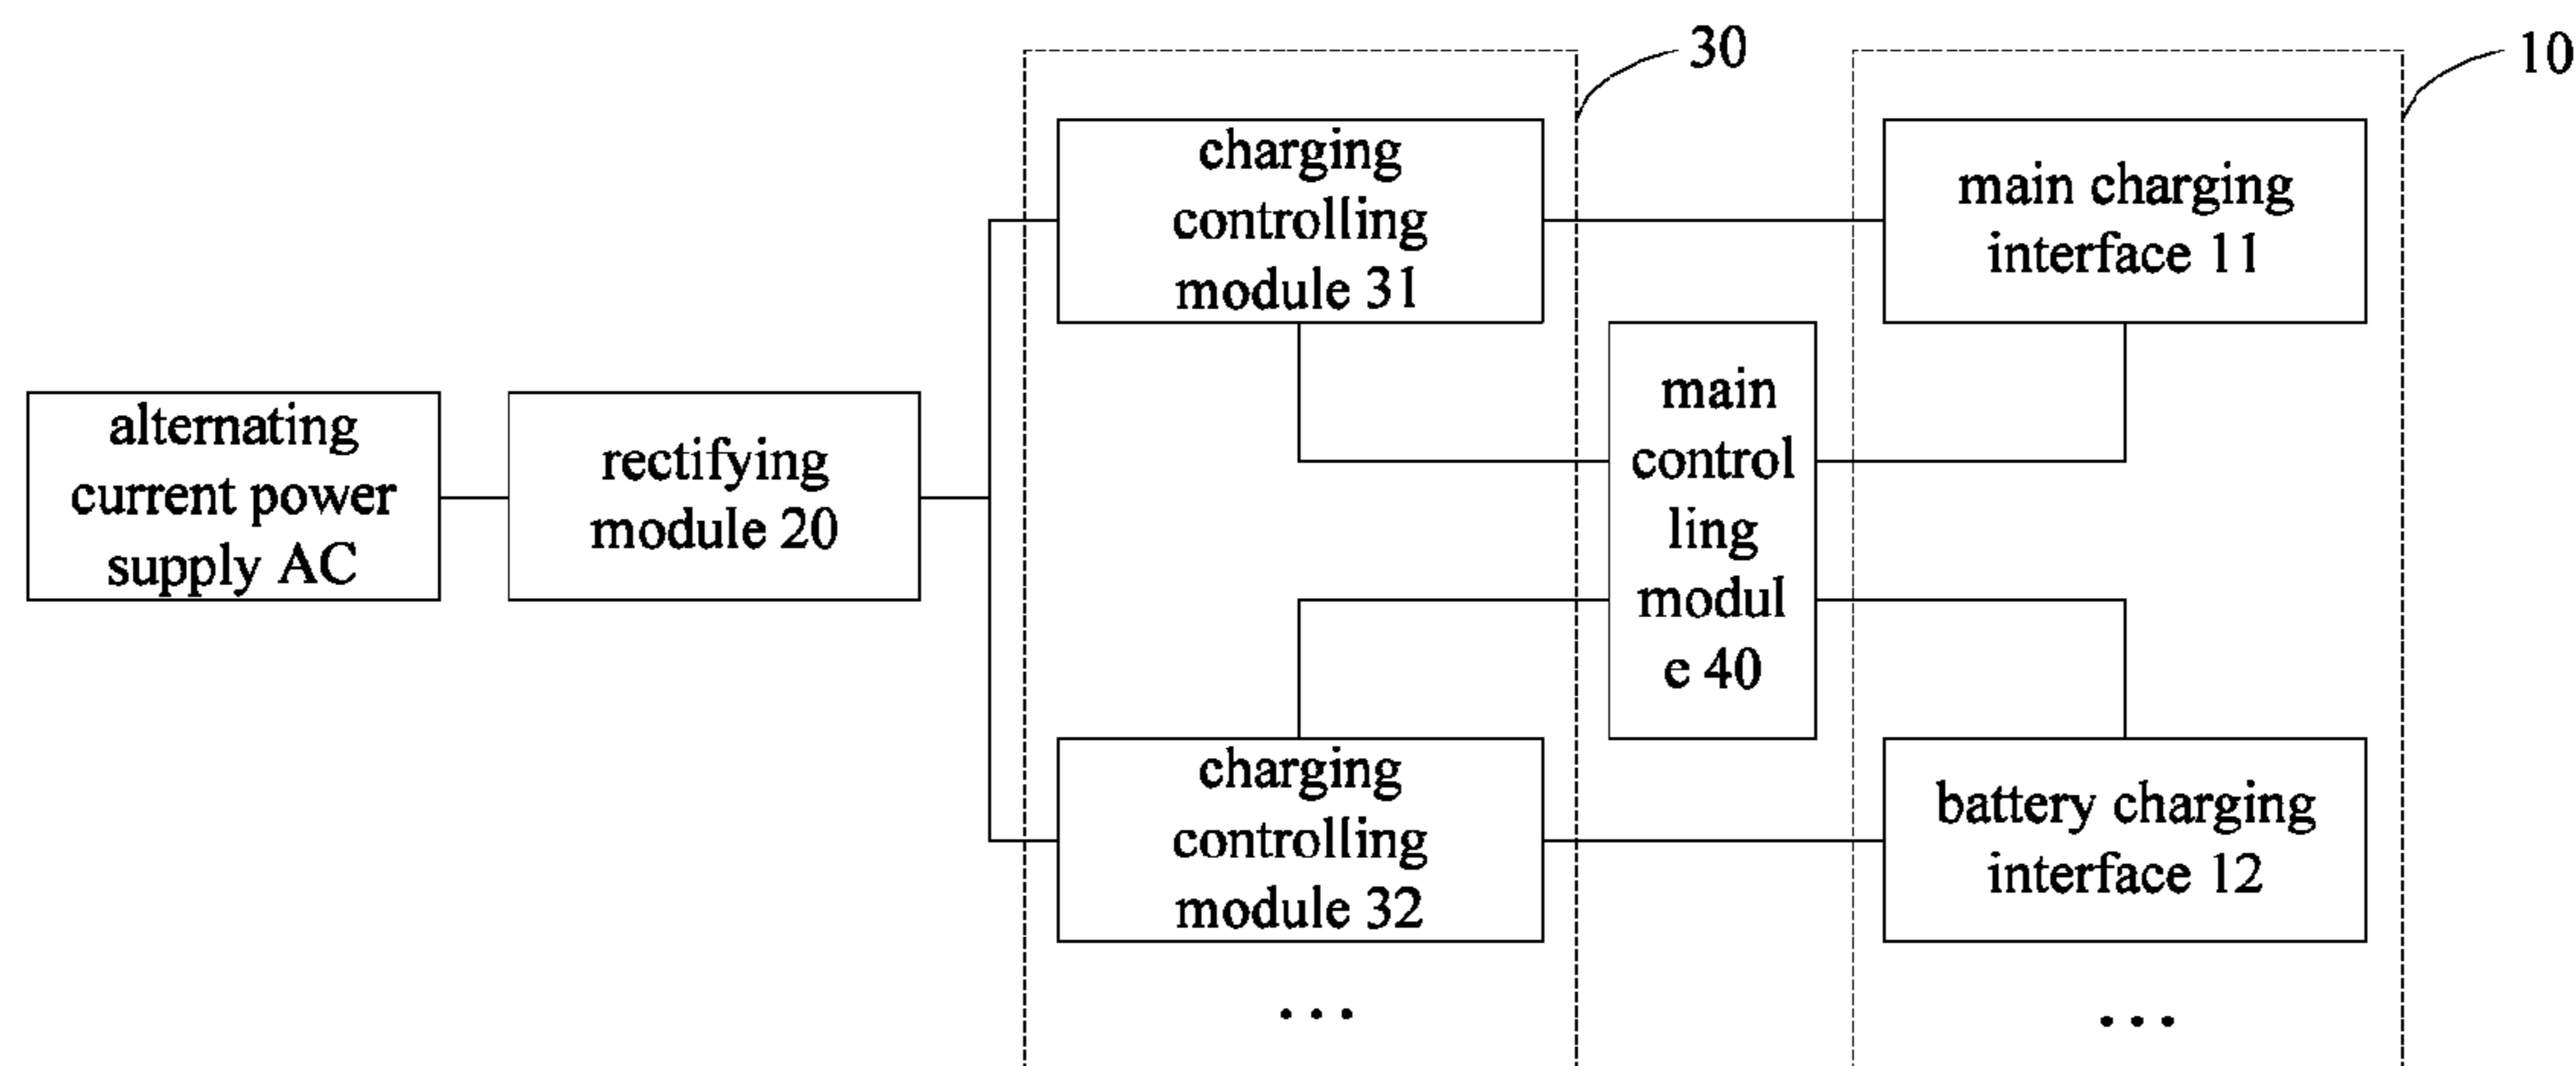 30
10
charging
controlling
module 31
main charging
interface 11
alternating
current power
supply AC
rectifying
module 20
main
control
ling
modul
e 40
charging
controlling
module 32
battery charging
interface 12
...
...